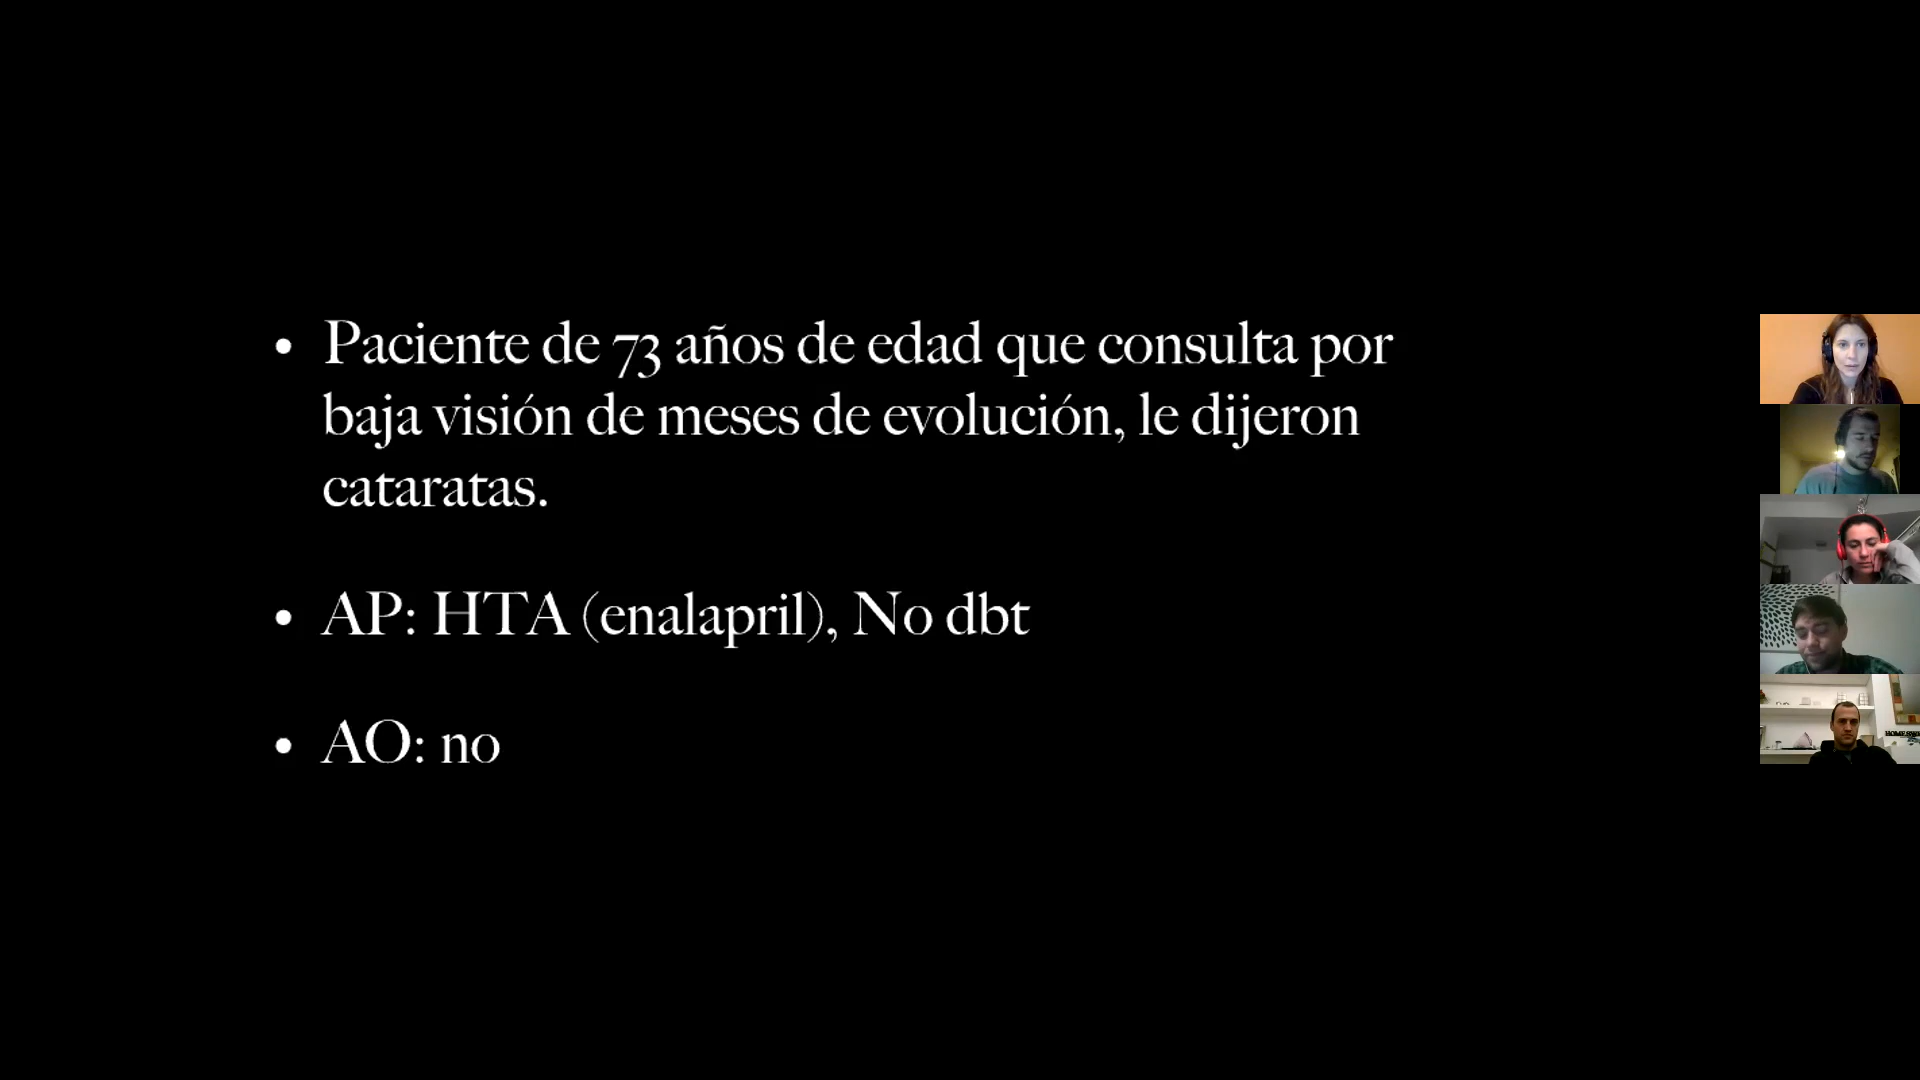 • Paciente de 73 años de edad que consulta por
baja visión de meses de evolución, le dijeron
cataratas.
• AP: HTA (enalapril), No dbt
• AO: no